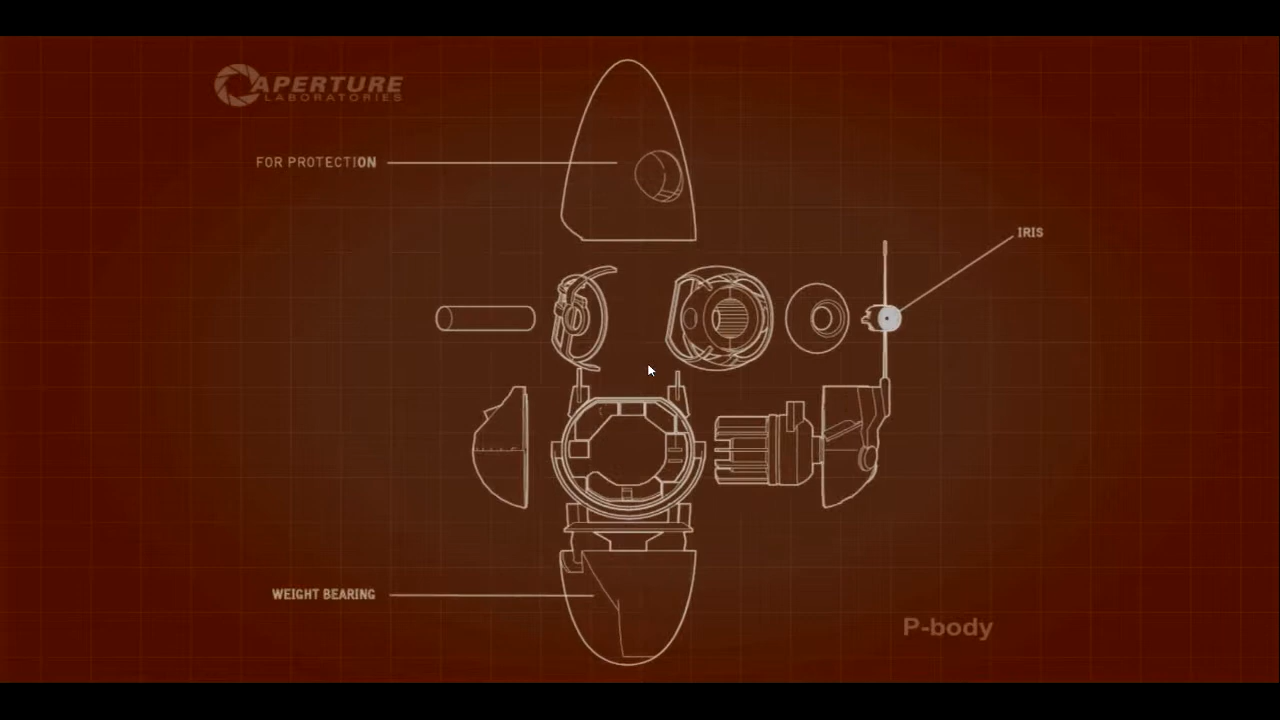 APERTURE
LABORATORIES
FOR PROTECTION
IRIS
WEIGHT BEARING
P-body